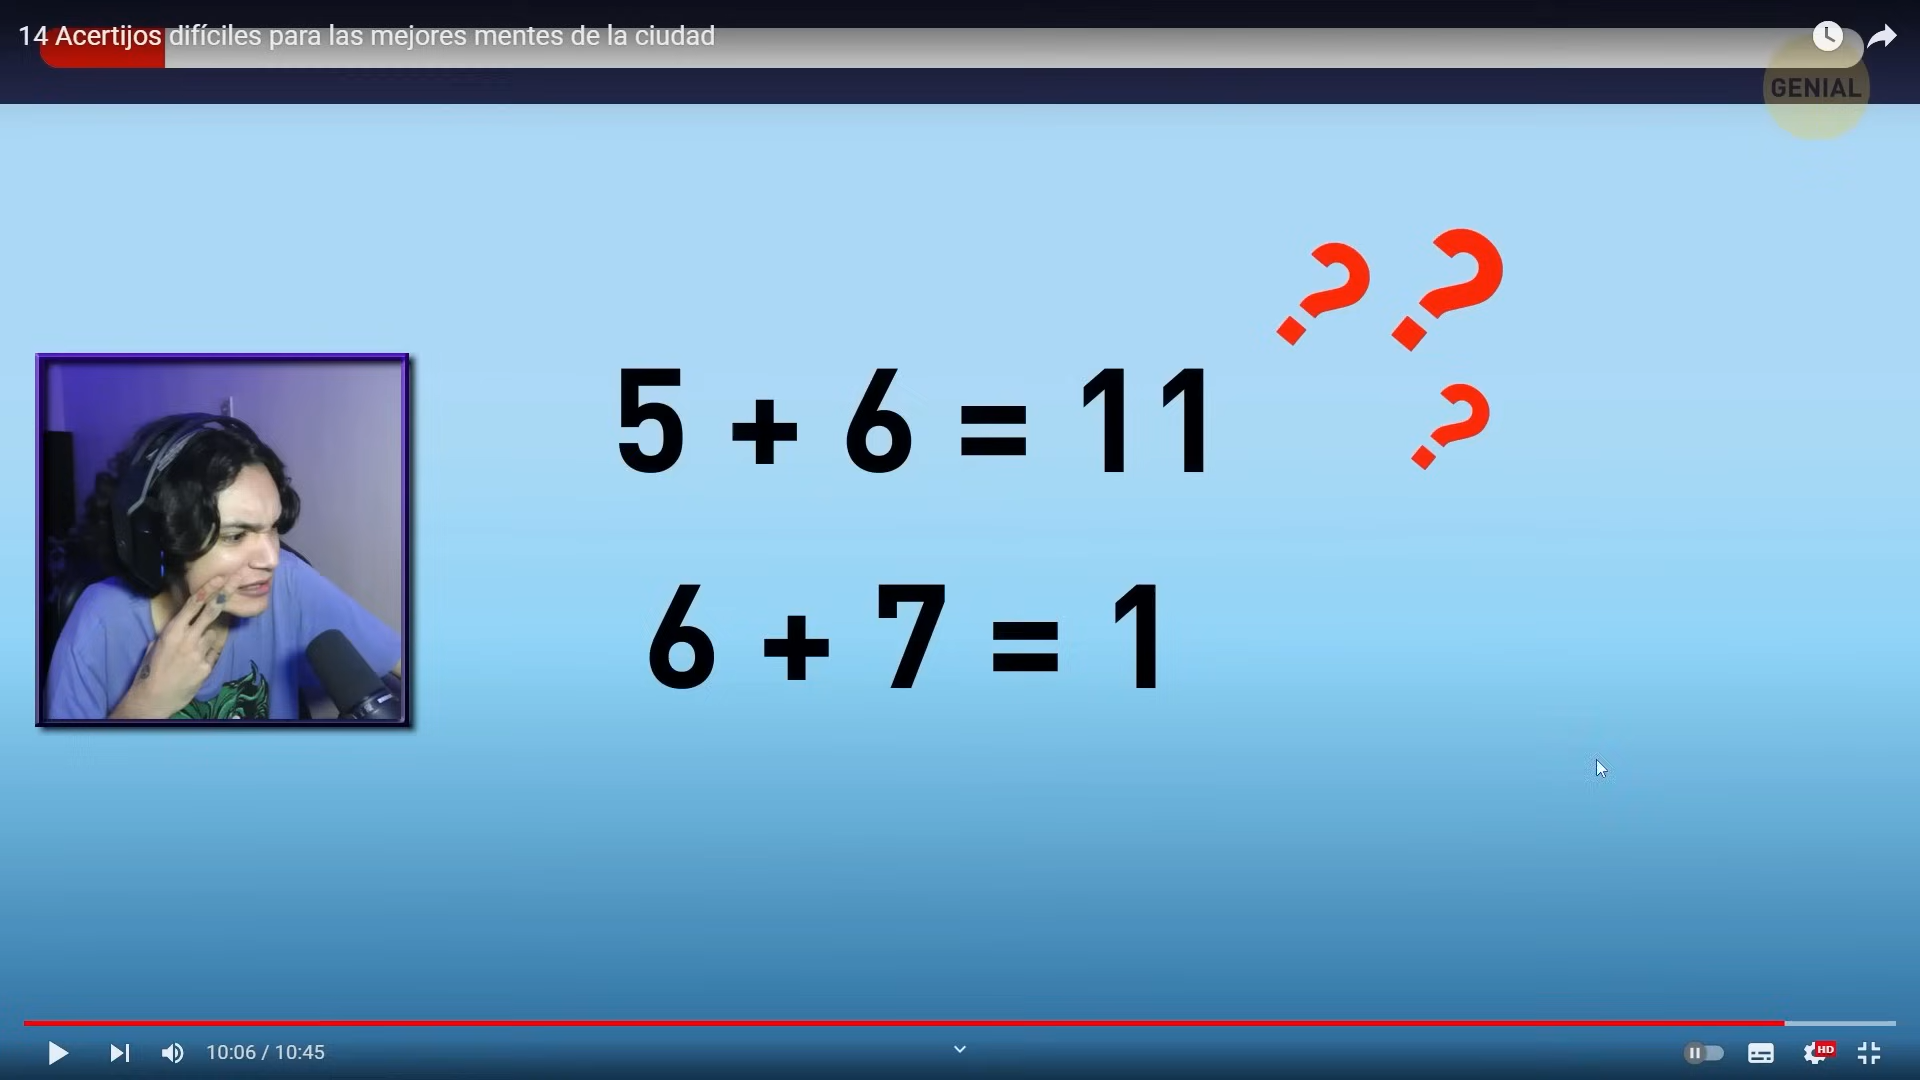 14 Acertijos difíciles para las mejores mentes de la ciudad
GENIAL
? ?
5 + 6 = 11
?
6 + 7 = 1
10:06 / 10:45
HD